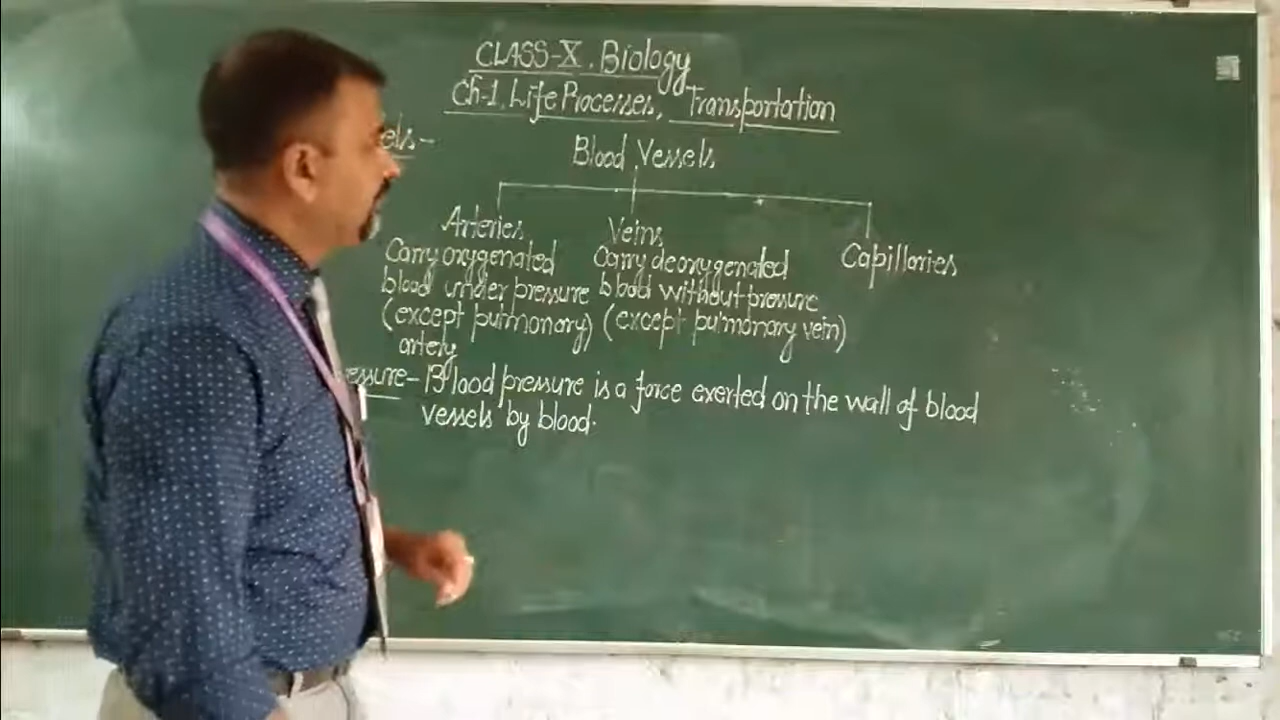 CLASS-X. Biology
Ch-1, Life Processes, Transportation
els-
Blood Vessels
Arteries
Carry oxygenated
blood under pressure
(except pulmonary)
artery
Veins
Carry deoxygenated
blood without pressure
(except pulmonary vein)
Capillaries
essure- Blood pressure is a force exerted on the wall of blood
vessels by blood.